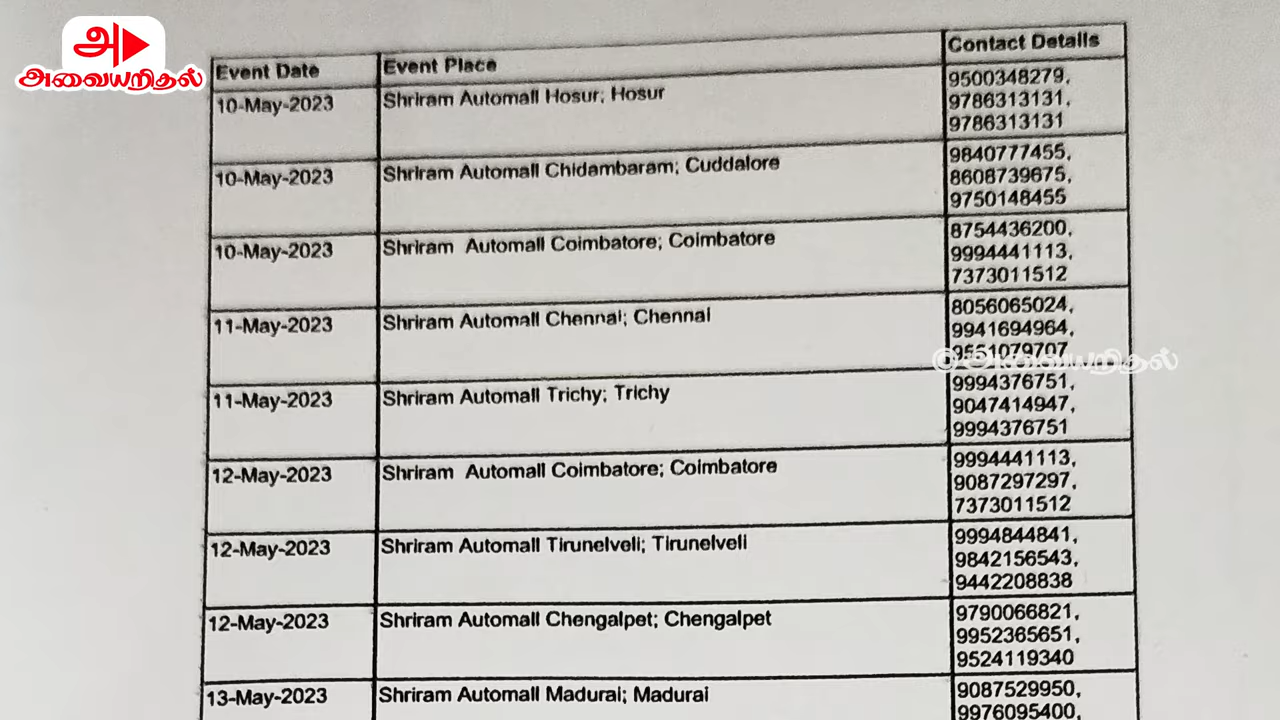 அ
அவையறிதல்
Event Date Event Place Contact Details
10-May-2023 Shriram Automall Hosur; Hosur 9500348279,
9786313131,
9786313131
10-May-2023 Shriram Automall Chidambaram; Cuddalore 9840777455,
8608739675,
9750148455
10-May-2023 Shriram Automall Coimbatore; Coimbatore 8754436200,
9994441113,
7373011512
11-May-2023 Shriram Automall Chennai; Chennai 8056065024,
9941694964,
9551079707
©அவையறிதல்
11-May-2023 Shriram Automall Trichy; Trichy 9994376751,
9047414947,
9994376751
12-May-2023 Shriram Automall Coimbatore; Coimbatore 9994441113,
9087297297,
7373011512
12-May-2023 Shriram Automall Tirunelveli; Tirunelveli 9994844841,
9842156543,
9442208838
12-May-2023 Shriram Automall Chengalpet; Chengalpet 9790066821,
9952365651,
9524119340
13-May-2023 Shriram Automall Madurai; Madurai 9087529950,
9976095400,